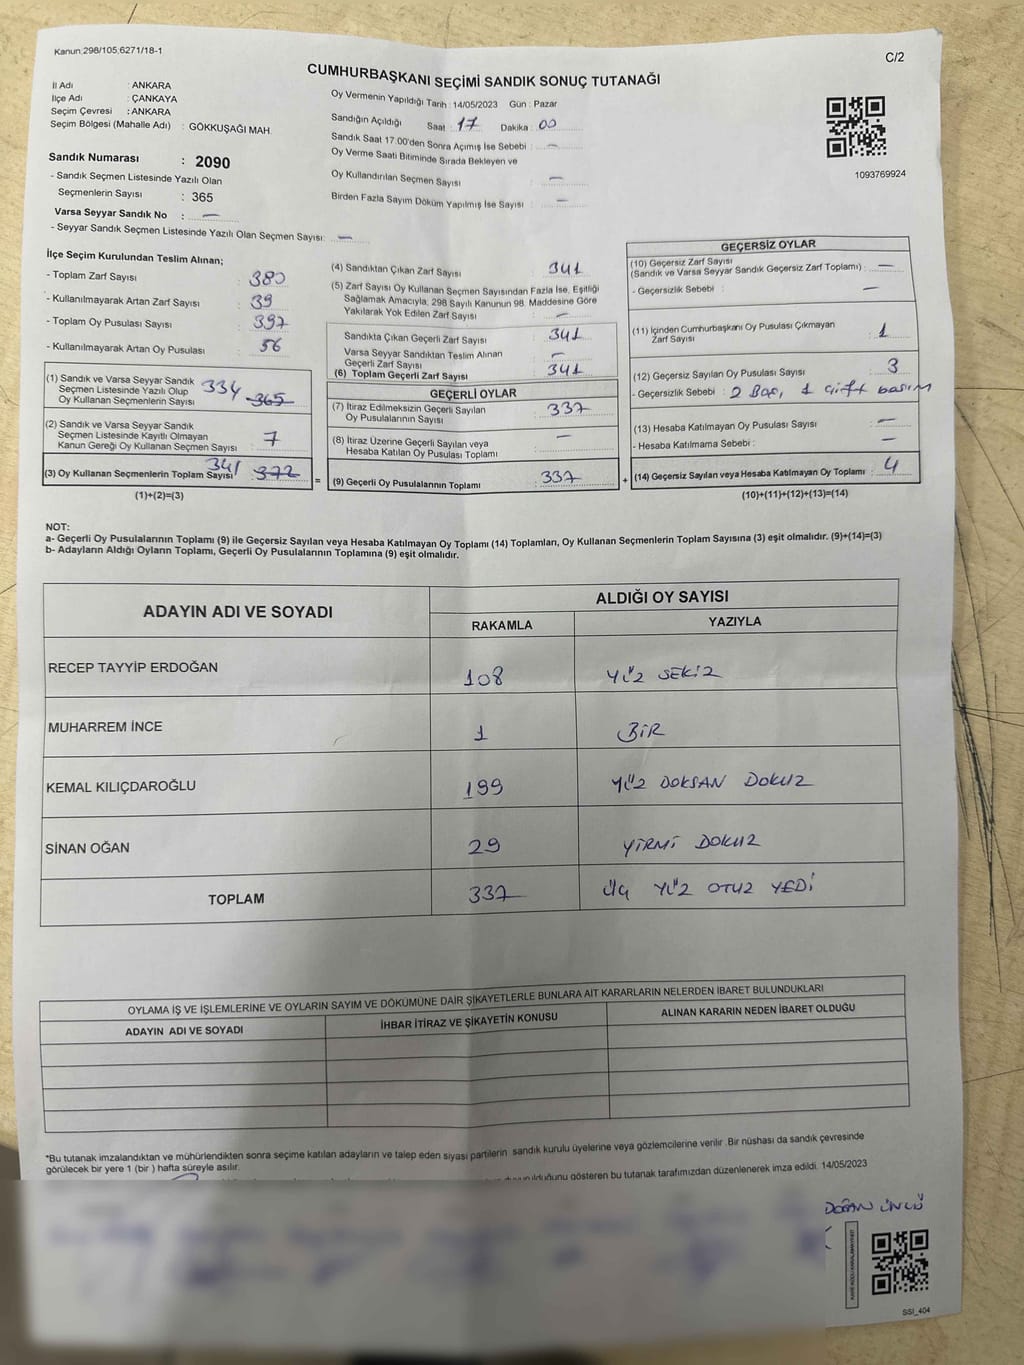 Kanun:298/105,6271/18-1
C/2
CUMHURBAŞKANI SEÇİMİ SANDIK SONUÇ TUTANAĞI
İl Adı : ANKARA
İlçe Adı : ÇANKAYA
Seçim Çevresi : ANKARA
Seçim Bölgesi (Mahalle Adı) : GÖKKUŞAĞI MAH.
Sandık Numarası : 2090
- Sandık Seçmen Listesinde Yazılı Olan
Seçmenlerin Sayısı : 365
Varsa Seyyar Sandık No : —
- Seyyar Sandık Seçmen Listesinde Yazılı Olan Seçmen Sayısı: —
Oy Vermenin Yapıldığı Tarih : 14/05/2023 Gün : Pazar
Sandığın Açıldığı Saat : 17 Dakika : 00
Sandık Saat 17:00'den Sonra Açımış İse Sebebi : —
Oy Verme Saati Bitiminde Sırada Bekleyen ve
Oy Kullandırılan Seçmen Sayısı : —
Birden Fazla Sayım Döküm Yapılmış İse Sayısı : —
1093769924
İlçe Seçim Kurulundan Teslim Alınan;
- Toplam Zarf Sayısı : 380
- Kullanılmayarak Artan Zarf Sayısı : 39
- Toplam Oy Pusulası Sayısı : 397
- Kullanılmayarak Artan Oy Pusulası : 56
(1) Sandık ve Varsa Seyyar Sandık
Seçmen Listesinde Yazılı Olup
Oy Kullanan Seçmenlerin Sayısı : 334 365
(2) Sandık ve Varsa Seyyar Sandık
Seçmen Listesinde Kayıtlı Olmayan
Kanun Gereği Oy Kullanan Seçmen Sayısı : 7
(3) Oy Kullanan Seçmenlerin Toplam Sayısı : 341 372
(1)+(2)=(3)
(4) Sandıktan Çıkan Zarf Sayısı : 341
(5) Zarf Sayısı Oy Kullanan Seçmen Sayısından Fazla İse, Eşitliği
Sağlamak Amacıyla, 298 Sayılı Kanunun 98. Maddesine Göre
Yakılarak Yok Edilen Zarf Sayısı : —
Sandıkta Çıkan Geçerli Zarf Sayısı : 341
Varsa Seyyar Sandıktan Teslim Alınan
Geçerli Zarf Sayısı : —
(6) Toplam Geçerli Zarf Sayısı : 341
GEÇERLİ OYLAR
(7) İtiraz Edilmeksizin Geçerli Sayılan
Oy Pusulalarının Sayısı : 337
(8) İtiraz Üzerine Geçerli Sayılan veya
Hesaba Katılan Oy Pusulası Toplamı : —
= (9) Geçerli Oy Pusulalarının Toplamı : 337
GEÇERSİZ OYLAR
(10) Geçersiz Zarf Sayısı
(Sandık ve Varsa Seyyar Sandık Geçersiz Zarf Toplamı) : —
- Geçersizlik Sebebi : —
(11) İçinden Cumhurbaşkanı Oy Pusulası Çıkmayan
Zarf Sayısı : 1
(12) Geçersiz Sayılan Oy Pusulası Sayısı : 3
- Geçersizlik Sebebi : 2 Boş, 1 çift basım
(13) Hesaba Katılmayan Oy Pusulası Sayısı : —
- Hesaba Katılmama Sebebi : —
+ (14) Geçersiz Sayılan veya Hesaba Katılmayan Oy Toplamı : 4
(10)+(11)+(12)+(13)=(14)
NOT:
a- Geçerli Oy Pusulalarının Toplamı (9) ile Geçersiz Sayılan veya Hesaba Katılmayan Oy Toplamı (14) Toplamları, Oy Kullanan Seçmenlerin Toplam Sayısına (3) eşit olmalıdır. (9)+(14)=(3)
b- Adayların Aldığı Oyların Toplamı, Geçerli Oy Pusulalarının Toplamına (9) eşit olmalıdır.
ADAYIN ADI VE SOYADI ALDIĞI OY SAYISI
RAKAMLA YAZIYLA
RECEP TAYYİP ERDOĞAN 108 YÜZ SEKİZ
MUHARREM İNCE 1 BİR
KEMAL KILIÇDAROĞLU 199 YÜZ DOKSAN DOKUZ
SİNAN OĞAN 29 YİRMİ DOKUZ
TOPLAM 337 ÜÇ YÜZ OTUZ YEDİ
OYLAMA İŞ VE İŞLEMLERİNE VE OYLARIN SAYIM VE DÖKÜMÜNE DAİR ŞİKAYETLERLE BUNLARA AİT KARARLARIN NELERDEN İBARET BULUNDUKLARI
ADAYIN ADI VE SOYADI İHBAR İTİRAZ VE ŞİKAYETİN KONUSU ALINAN KARARIN NEDEN İBARET OLDUĞU
*Bu tutanak imzalandıktan ve mühürlendikten sonra seçime katılan adayların ve talep eden siyasi partilerin sandık kurulu üyelerine veya gözlemcilerine verilir .Bir nüshası da sandık çevresinde
görülecek bir yere 1 (bir ) hafta süreyle asılır.
gösteren bu tutanak tarafımızdan düzenlenerek imza edildi. 14/05/2023
DOĞAN ÜNLÜ
SSI_404